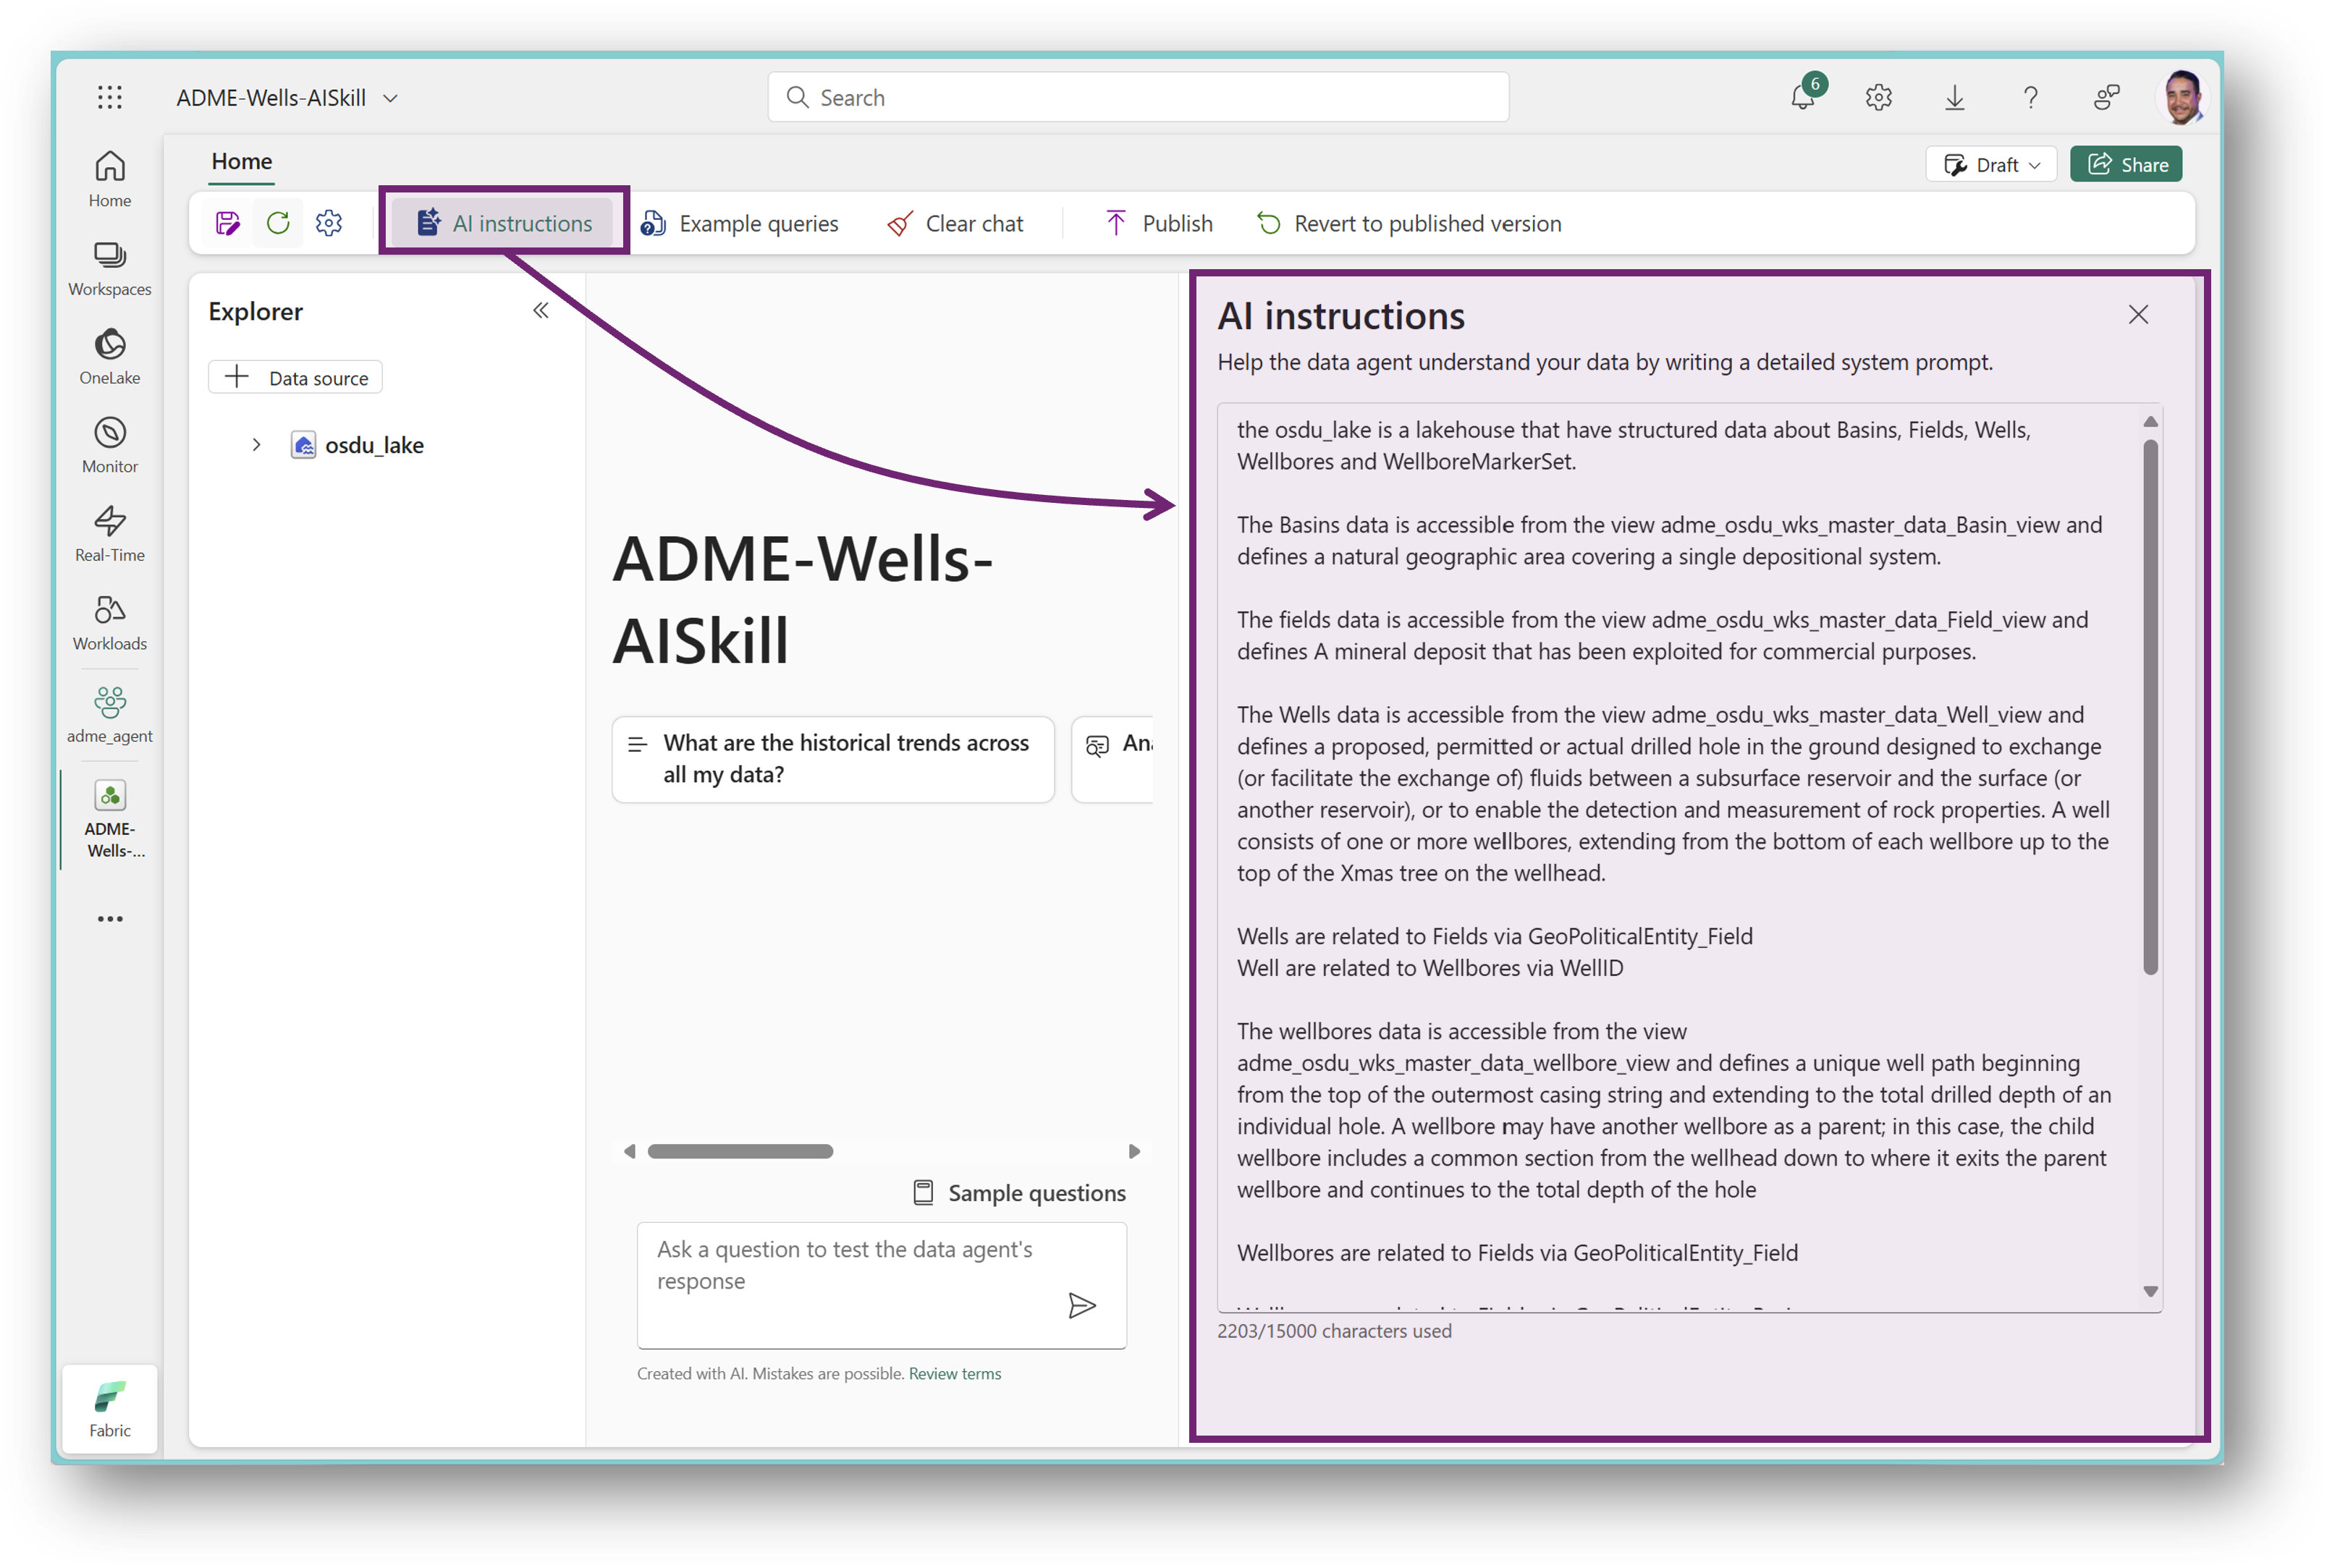 ADME-Wells-AISkill
Search
6
Home
Draft
Share
AI instructions
Example queries
Clear chat
Publish
Revert to published version
Home
Workspaces
OneLake
Monitor
Real-Time
Workloads
adme_agent
ADME-
Wells-...
Fabric
Explorer
Data source
osdu_lake
ADME-Wells-
AISkill
What are the historical trends across
all my data?
Sample questions
Ask a question to test the data agent's
response
Created with AI. Mistakes are possible. Review terms
AI instructions
Help the data agent understand your data by writing a detailed system prompt.
the osdu_lake is a lakehouse that have structured data about Basins, Fields, Wells,
Wellbores and WellboreMarkerSet.
The Basins data is accessible from the view adme_osdu_wks_master_data_Basin_view and
defines a natural geographic area covering a single depositional system.
The fields data is accessible from the view adme_osdu_wks_master_data_Field_view and
defines A mineral deposit that has been exploited for commercial purposes.
The Wells data is accessible from the view adme_osdu_wks_master_data_Well_view and
defines a proposed, permitted or actual drilled hole in the ground designed to exchange
(or facilitate the exchange of) fluids between a subsurface reservoir and the surface (or
another reservoir), or to enable the detection and measurement of rock properties. A well
consists of one or more wellbores, extending from the bottom of each wellbore up to the
top of the Xmas tree on the wellhead.
Wells are related to Fields via GeoPoliticalEntity_Field
Well are related to Wellbores via WellID
The wellbores data is accessible from the view
adme_osdu_wks_master_data_wellbore_view and defines a unique well path beginning
from the top of the outermost casing string and extending to the total drilled depth of an
individual hole. A wellbore may have another wellbore as a parent; in this case, the child
wellbore includes a common section from the wellhead down to where it exits the parent
wellbore and continues to the total depth of the hole
Wellbores are related to Fields via GeoPoliticalEntity_Field
2203/15000 characters used